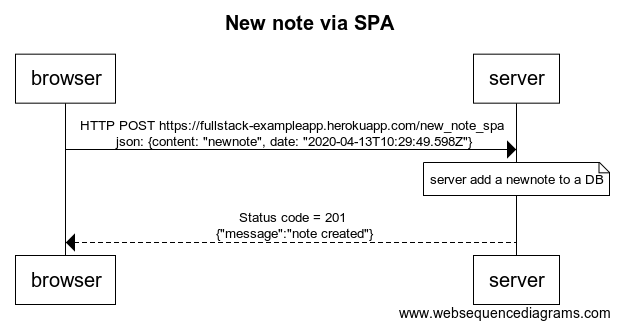 New note via SPA
browser
server
HTTP POST https://fullstack-exampleapp.herokuapp.com/new_note_spa
json: {content: "newnote", date: "2020-04-13T10:29:49.598Z"}
server add a newnote to a DB
Status code = 201
{"message":"note created"}
browser
server
www.websequencediagrams.com